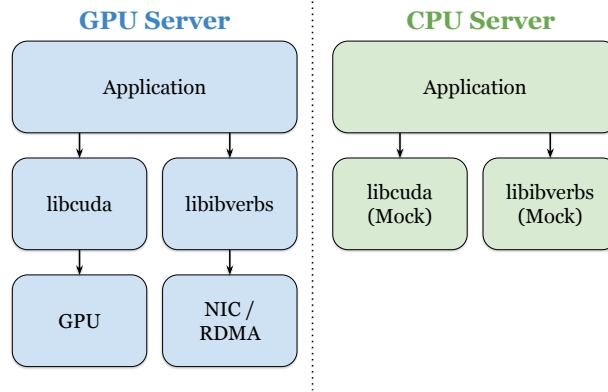 GPU Server
Application
libcuda
libibverbs
GPU
NIC /
RDMA
CPU Server
Application
libcuda
(Mock)
libibverbs
(Mock)